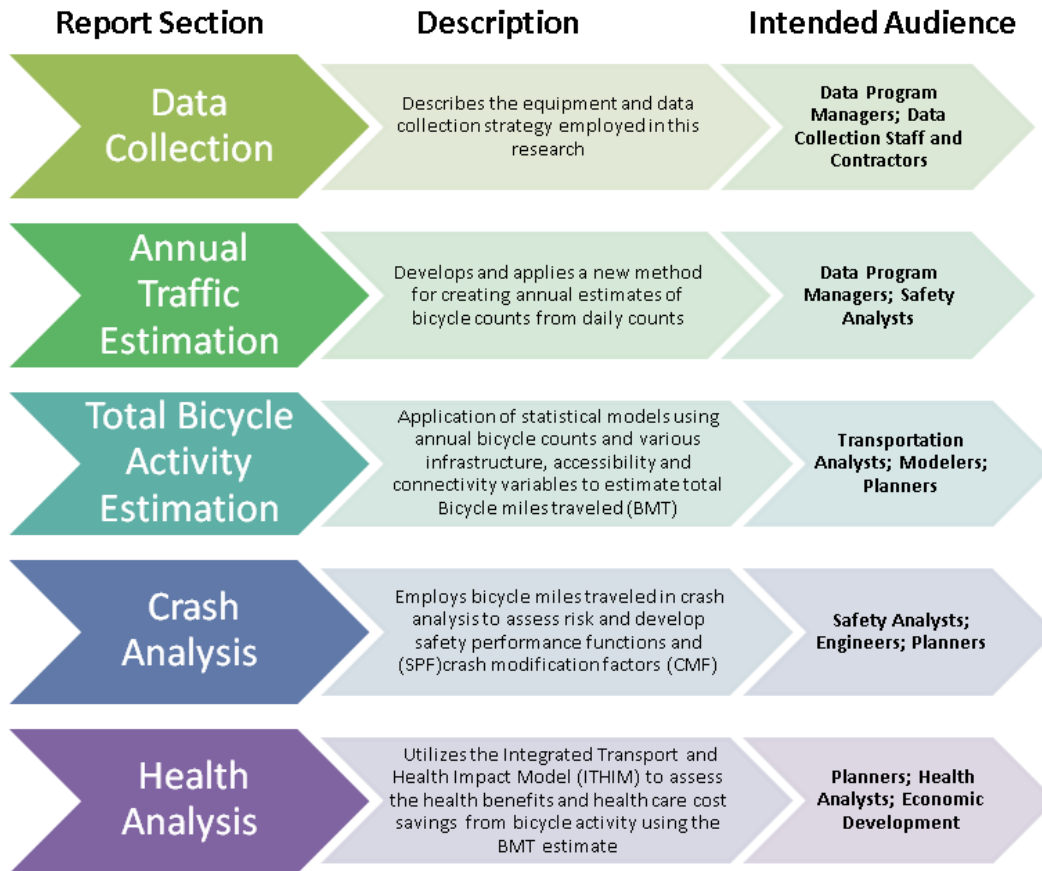 Report Section
Description
Intended Audience
Data
Collection
Describes the equipment and data
collection strategy employed in this
research
Data Program
Managers; Data
Collection Staff and
Contractors
Annual
Traffic
Estimation
Develops and applies a new method
for creating annual estimates of
bicycle counts from daily counts
Data Program
Managers; Safety
Analysts
Total Bicycle
Activity
Estimation
Application of statistical models using
annual bicycle counts and various
infrastructure, accessibility and
connectivity variables to estimate total
Bicycle miles traveled (BMT)
Transportation
Analysts; Modelers;
Planners
Crash
Analysis
Employs bicycle miles traveled in crash
analysis to assess risk and develop
safety performance functions and
(SPF)crash modification factors (CMF)
Safety Analysts;
Engineers; Planners
Health
Analysis
Utilizes the Integrated Transport and
Health Impact Model (ITHIM) to assess
the health benefits and health care cost
savings from bicycle activity using the
BMT estimate
Planners; Health
Analysts; Economic
Development